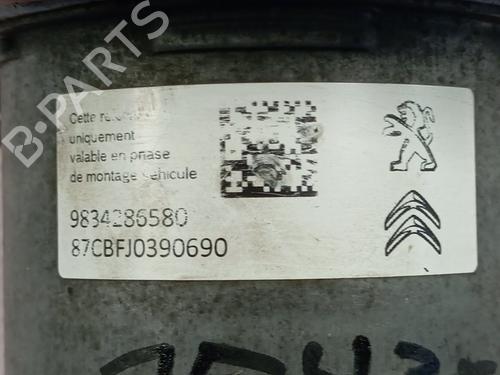 B-PARTS
Cette
uniquement
valable en phase
de montage véhicule
9834286580
87CBFJ0390690